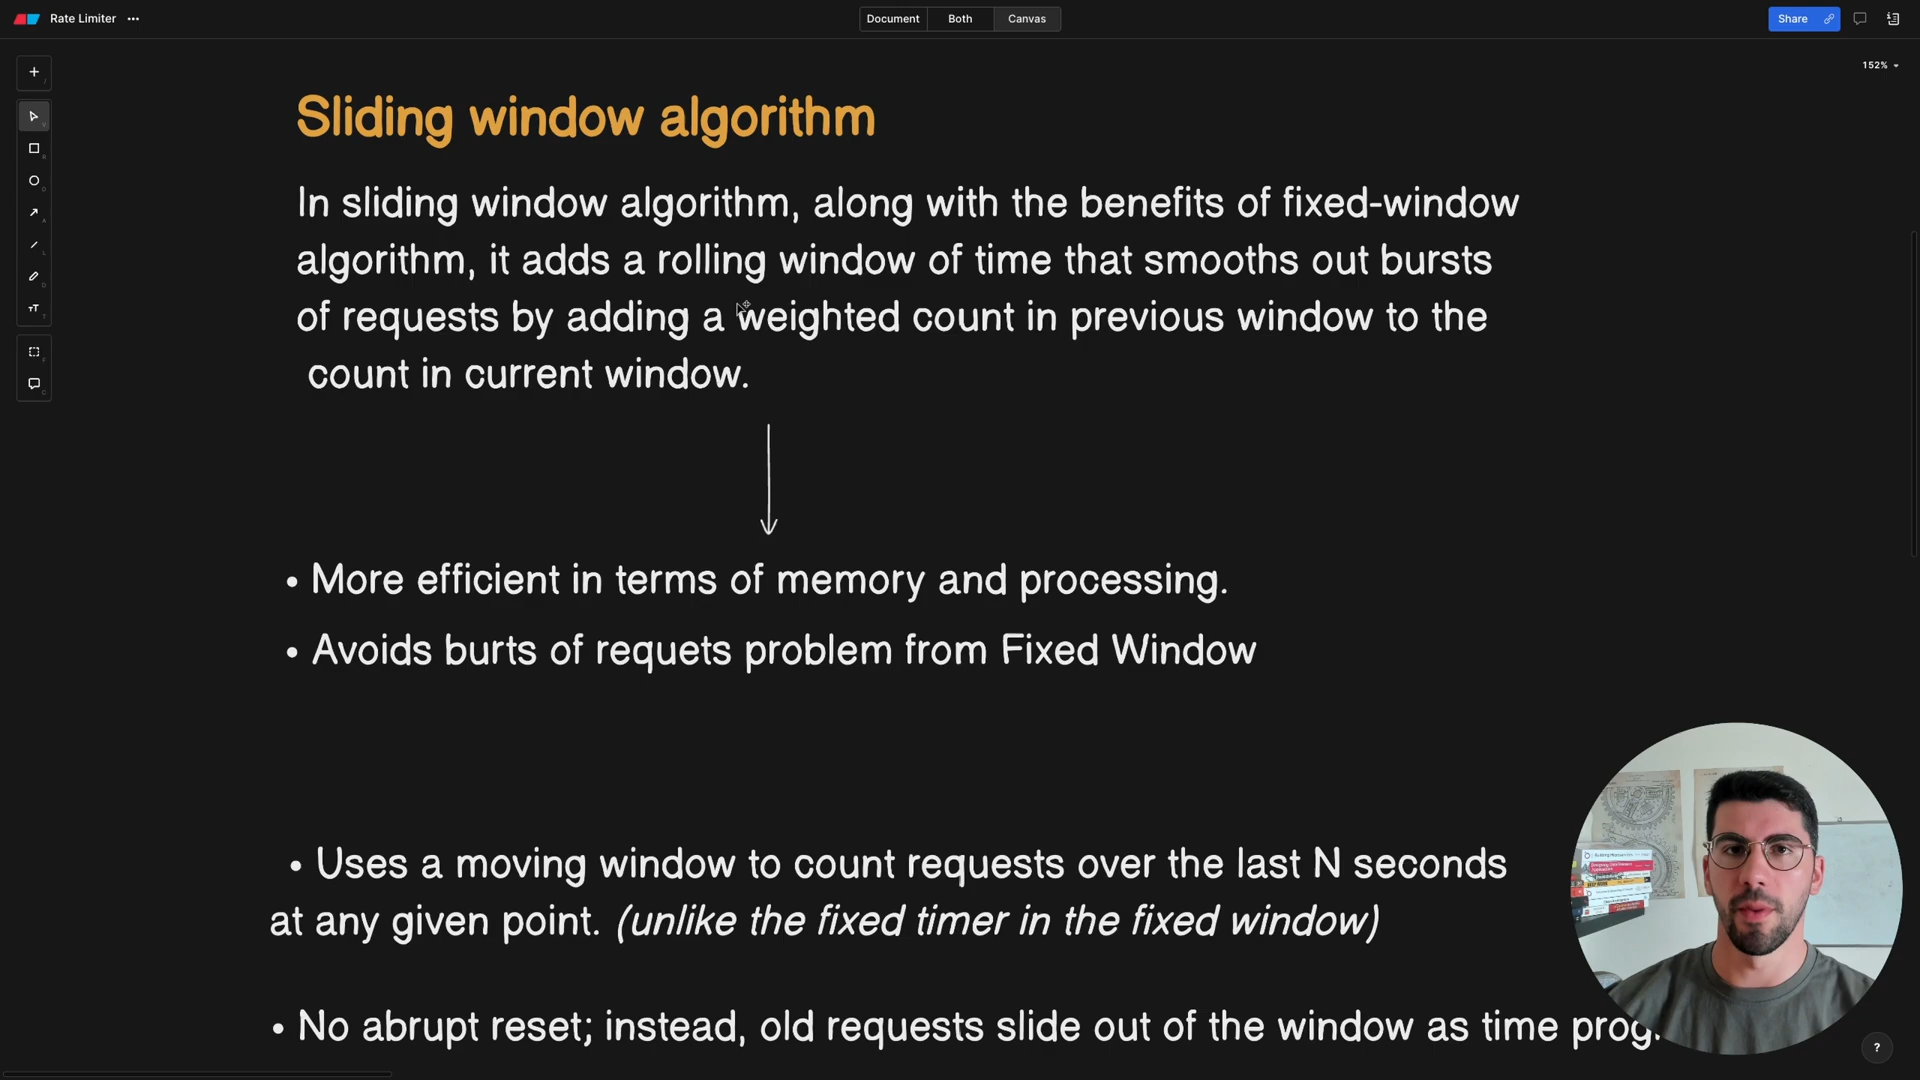 Rate Limiter
Document Both Canvas
Share
152%
Sliding window algorithm
In sliding window algorithm, along with the benefits of fixed-window
algorithm, it adds a rolling window of time that smooths out bursts
of requests by adding a weighted count in previous window to the
count in current window.
• More efficient in terms of memory and processing.
• Avoids burts of requets problem from Fixed Window
• Uses a moving window to count requests over the last N seconds
at any given point. (unlike the fixed timer in the fixed window)
• No abrupt reset; instead, old requests slide out of the window as time
?